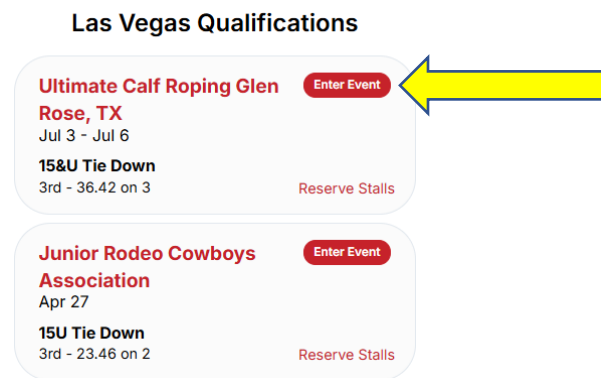 Las Vegas Qualifications
Ultimate Calf Roping Glen
Rose, TX
Enter Event
Jul 3 - Jul 6
15&U Tie Down
3rd - 36.42 on 3
Reserve Stalls
Junior Rodeo Cowboys
Association
Enter Event
Apr 27
15U Tie Down
3rd - 23.46 on 2
Reserve Stalls